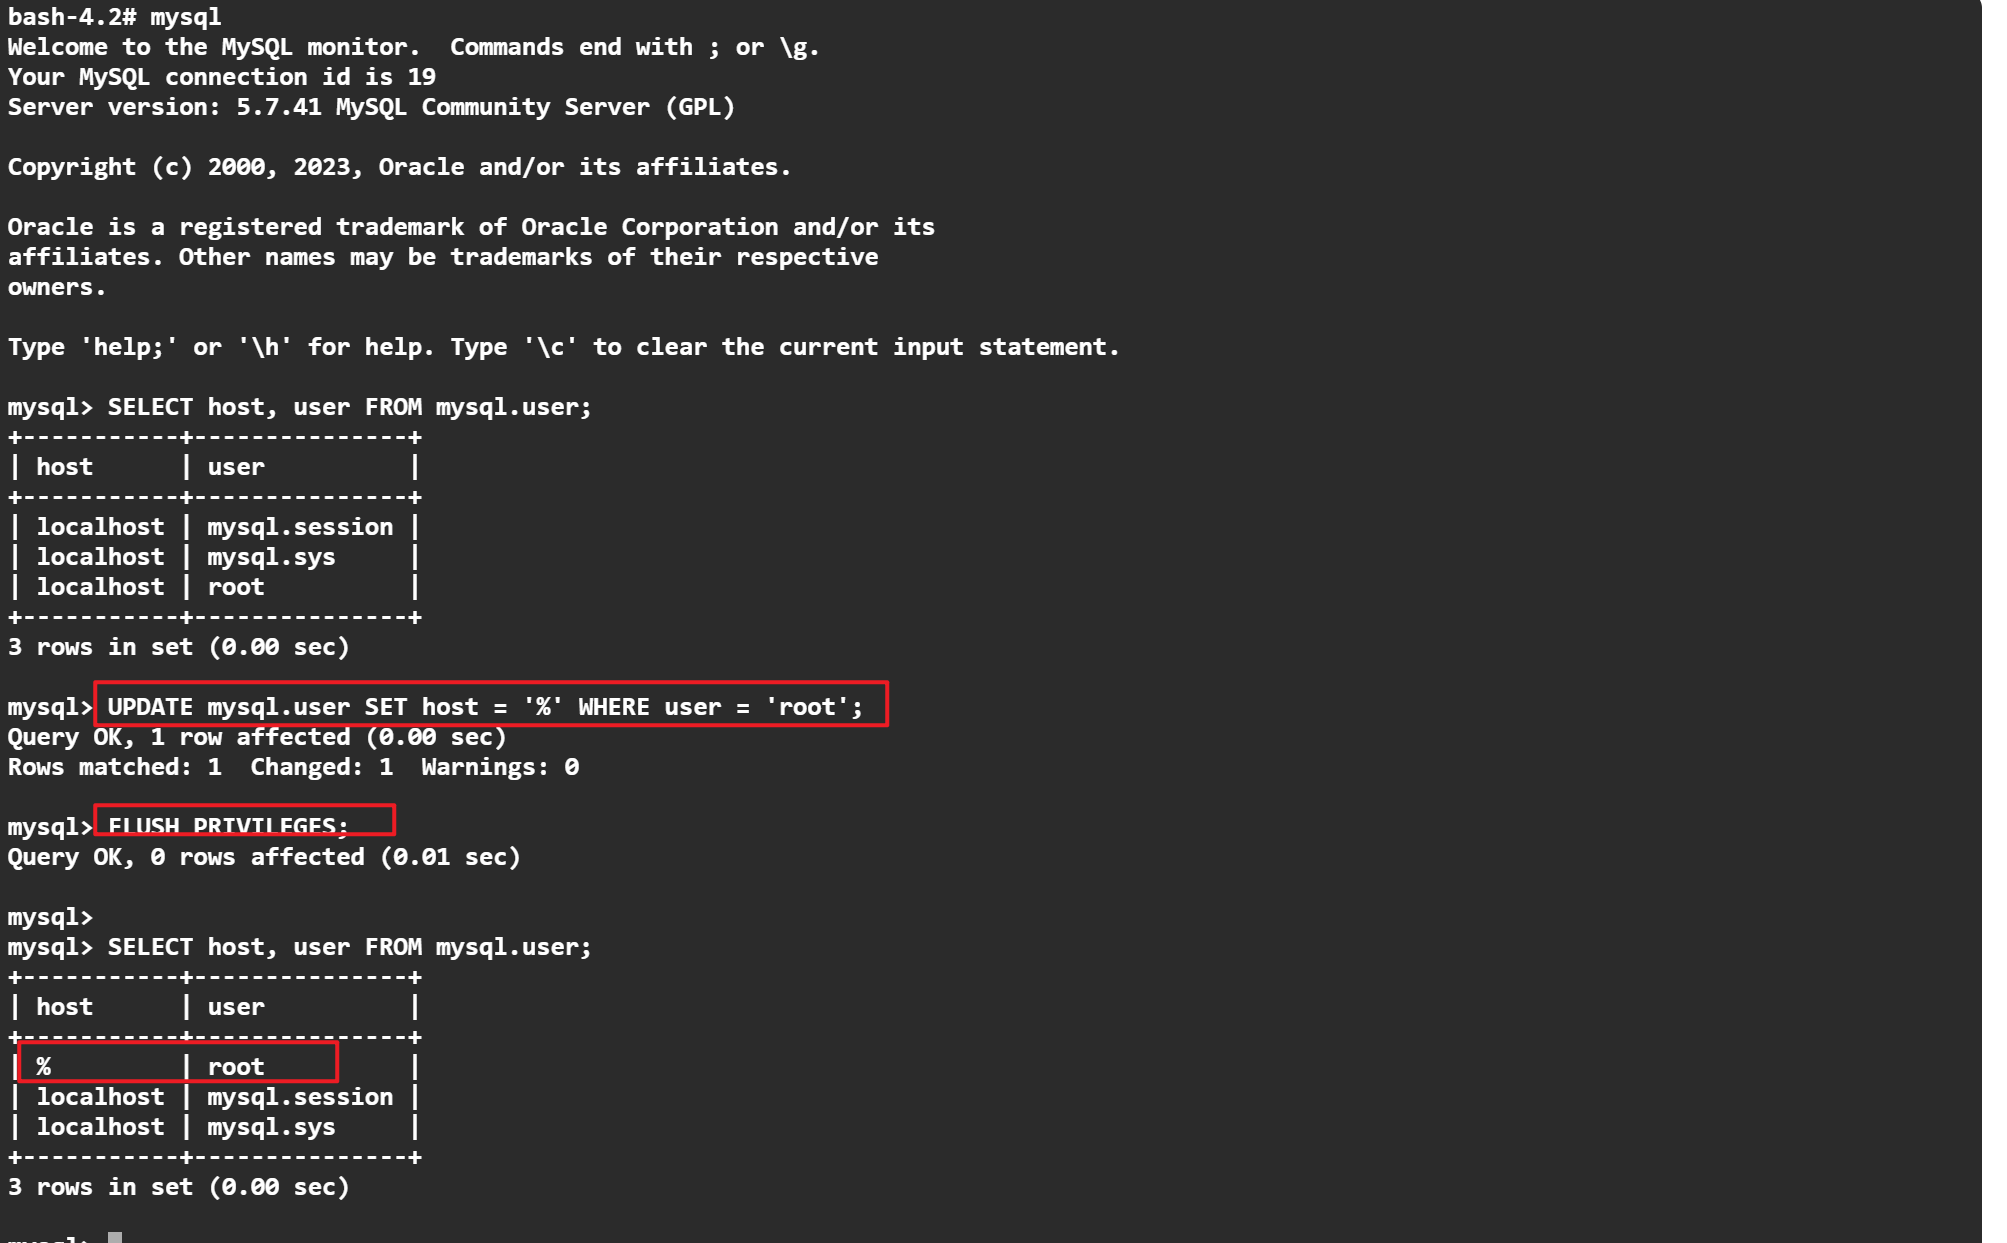 bash-4.2# mysql
Welcome to the MySQL monitor.  Commands end with ; or \g.
Your MySQL connection id is 19
Server version: 5.7.41 MySQL Community Server (GPL)
Copyright (c) 2000, 2023, Oracle and/or its affiliates.
Oracle is a registered trademark of Oracle Corporation and/or its
affiliates. Other names may be trademarks of their respective
owners.
Type 'help;' or '\h' for help. Type '\c' to clear the current input statement.
mysql> SELECT host, user FROM mysql.user;
+-----------+---------------+
| host      | user          |
+-----------+---------------+
| localhost | mysql.session |
| localhost | mysql.sys     |
| localhost | root          |
+-----------+---------------+
3 rows in set (0.00 sec)
mysql> UPDATE mysql.user SET host = '%' WHERE user = 'root';
Query OK, 1 row affected (0.00 sec)
Rows matched: 1  Changed: 1  Warnings: 0
mysql> FLUSH PRIVILEGES;
Query OK, 0 rows affected (0.01 sec)
mysql>
mysql> SELECT host, user FROM mysql.user;
+-----------+---------------+
| host      | user          |
+-----------+---------------+
| %         | root          |
| localhost | mysql.session |
| localhost | mysql.sys     |
+-----------+---------------+
3 rows in set (0.00 sec)
mysql>